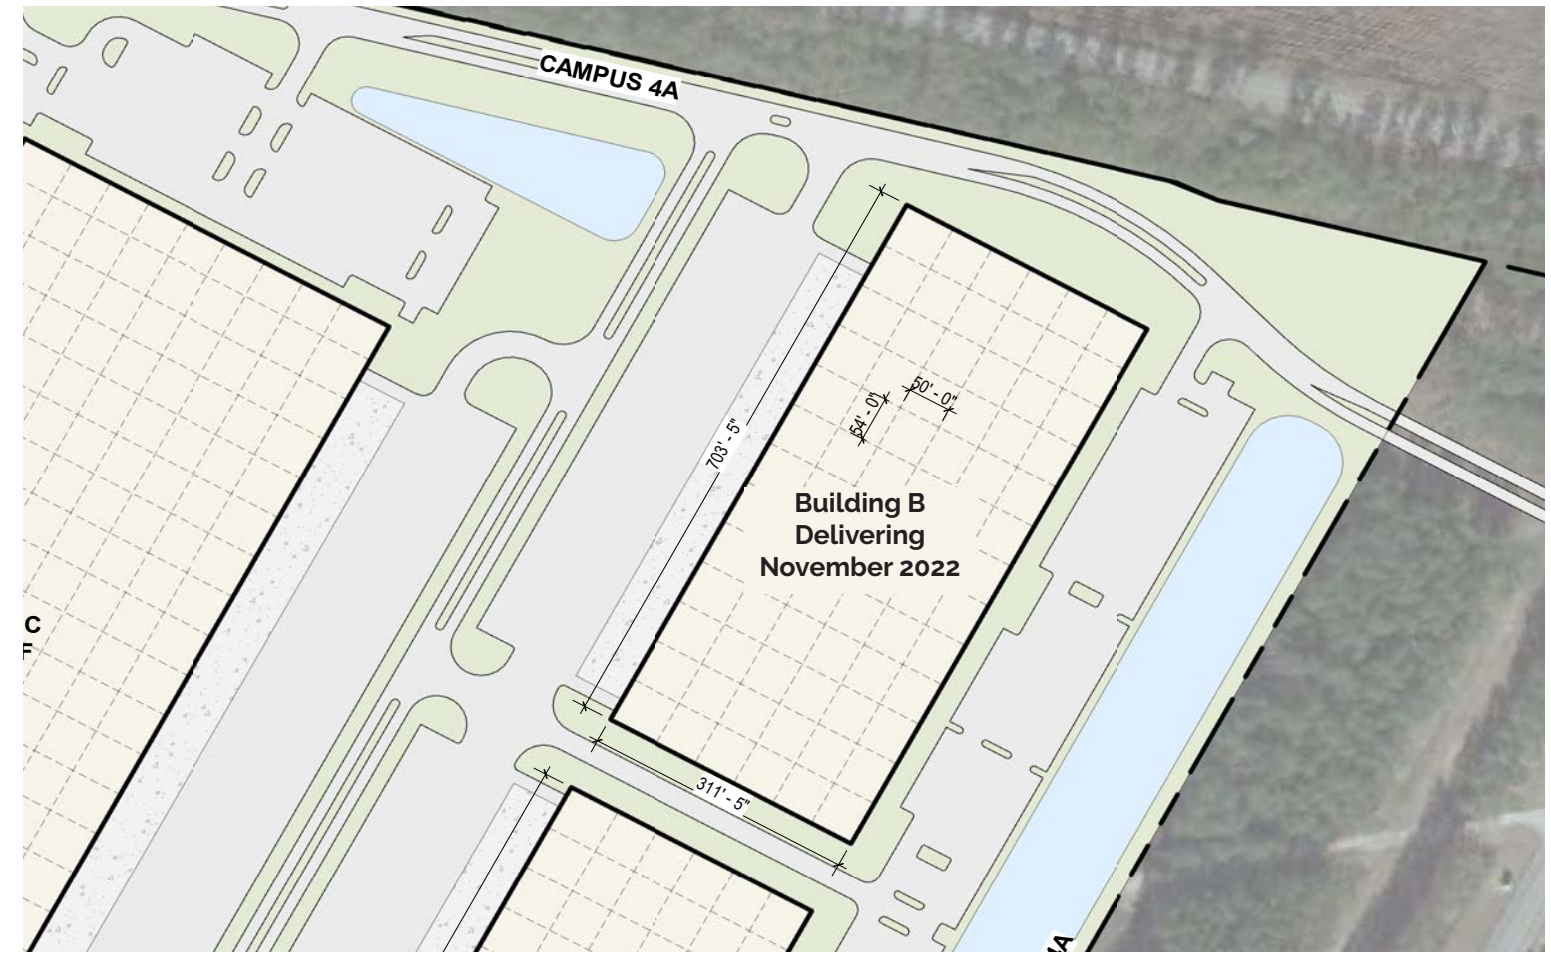 CAMPUS 4A
50' - 0"
54' - 0"
703' - 5"
Building B
Delivering
November 2022
C
311' - 5"